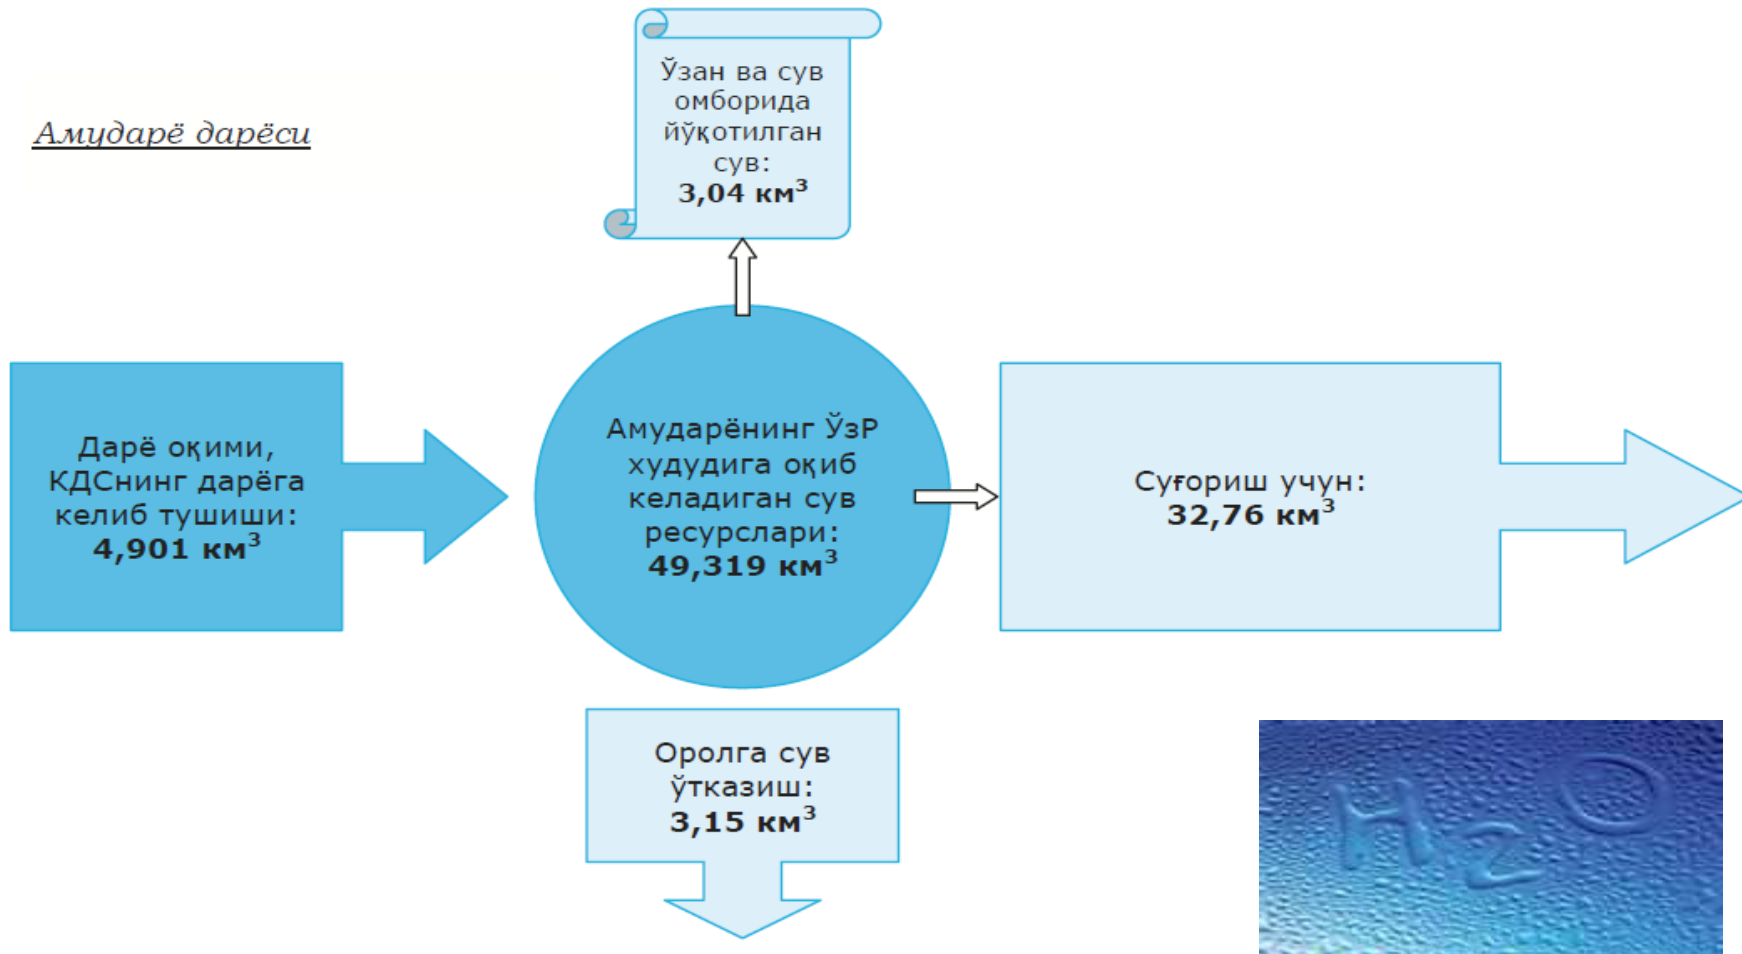 Амударё дарёси
Ўзан ва сув
омборида
йўқотилган
сув:
3,04 км³
Дарё оқими,
КДСнинг дарёга
келиб тушиши:
4,901 км³
Амударёнинг ЎзР
худудига оқиб
келадиган сув
ресурслари:
49,319 км³
Суғориш учун:
32,76 км³
Оролга сув
ўтказиш:
3,15 км³
H₂O